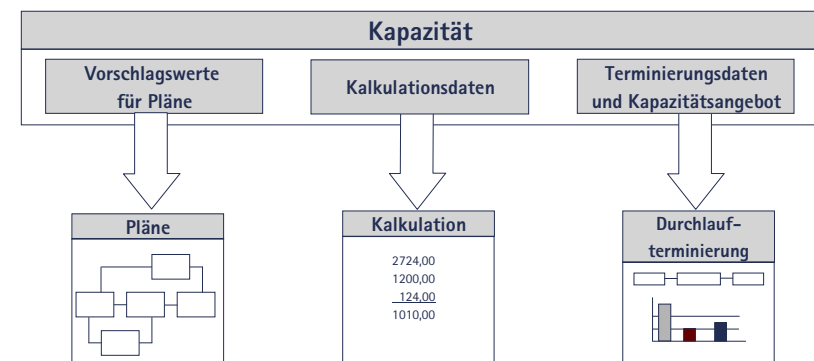 Kapazität
Vorschlagswerte
für Pläne
Kalkulationsdaten
Terminierungsdaten
und Kapazitätsangebot
Pläne
Kalkulation
2724,00
1200,00
124,00
1010,00
Durchlauf-
terminierung